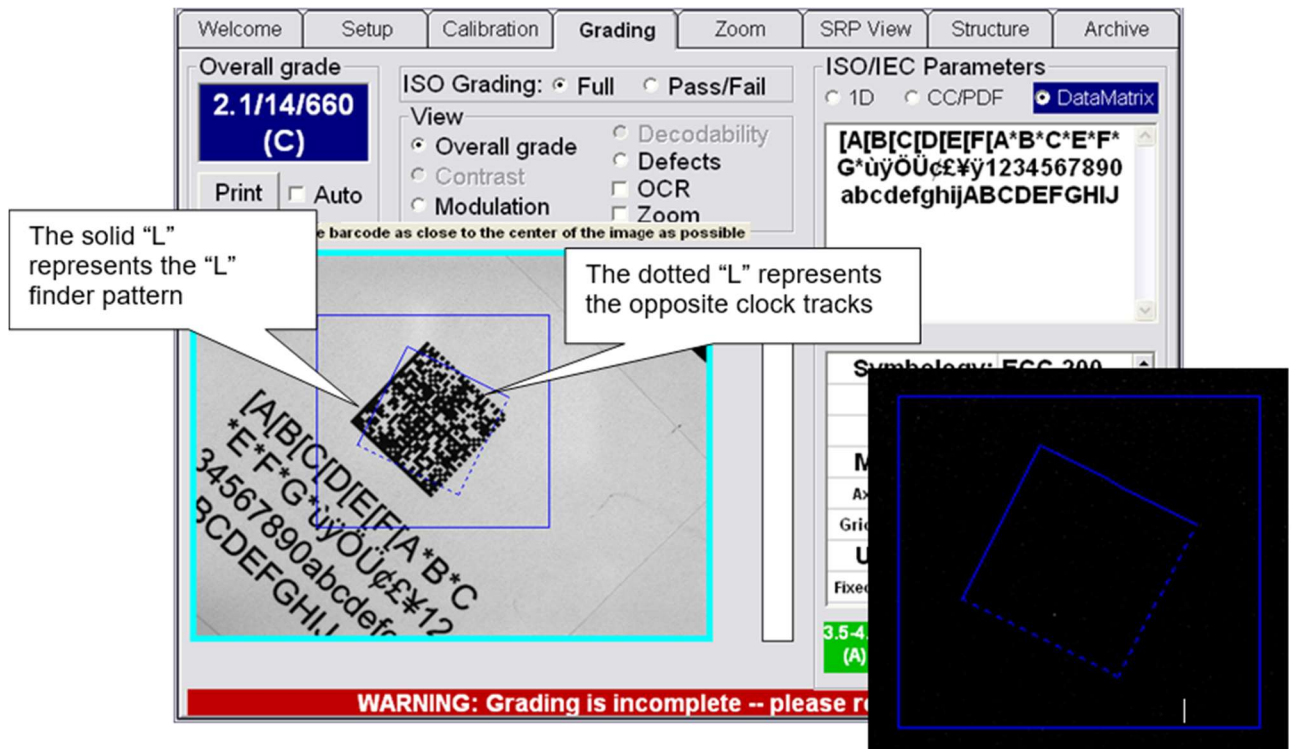 Welcome
Setup
Calibration
Grading
Zoom
SRP View
Structure
Archive
Overall grade
2.1/14/660
(C)
Print
Auto
ISO Grading:
Full
Pass/Fail
View
Overall grade
Contrast
Modulation
Decodability
Defects
OCR
Zoom
ISO/IEC Parameters
1D
CC/PDF
DataMatrix
[A[B[C[D[E[F[A*B*C*E*F*
G*ùÿÖÜ¢£¥ÿ1234567890
abcdefghijABCDEFGHIJ
barcode as close to the center of the image as possible
The solid “L”
represents the “L”
finder pattern
The dotted “L” represents
the opposite clock tracks
[A[B[C[D[E[F[A*B*C
*E*F*G*ùÿÖÜ¢£¥12
34567890abcdef
BCDEFGHIJ
Symbology: ECC 200
Fixed
3.5-4.
(A)
WARNING: Grading is incomplete -- please